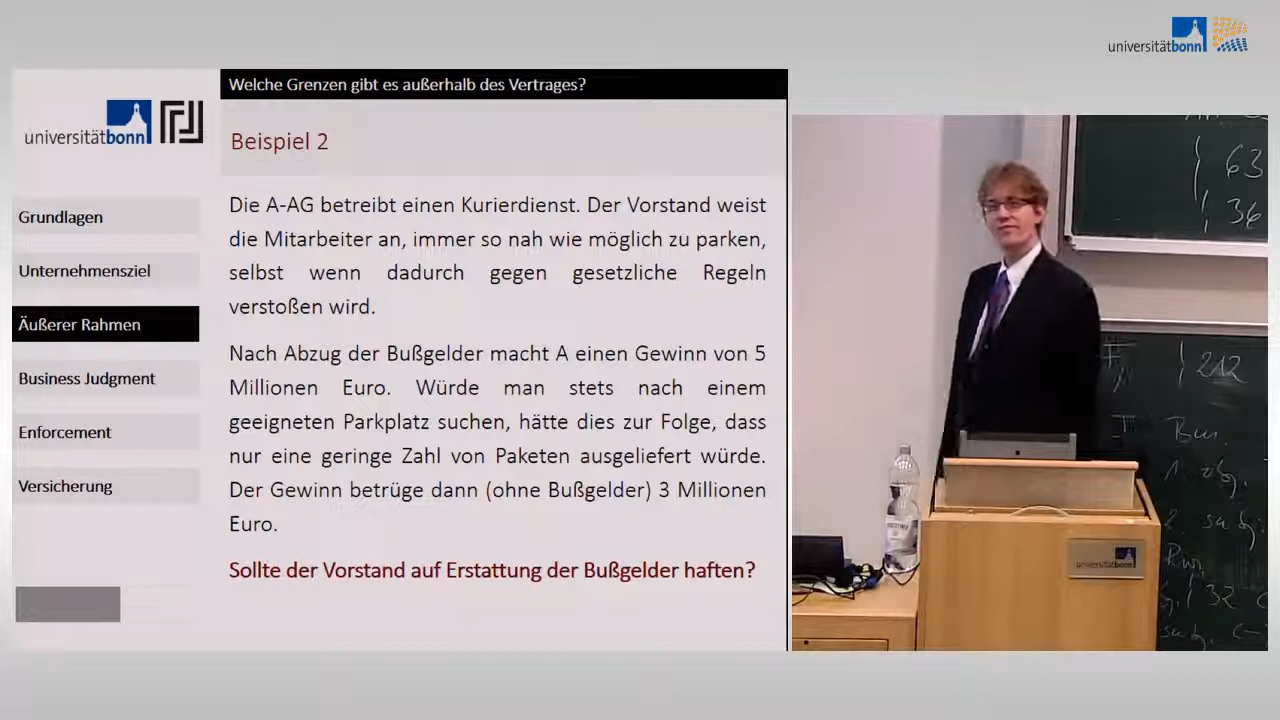 universitätbonn
Welche Grenzen gibt es außerhalb des Vertrages?
universitätbonn
Beispiel 2
Grundlagen
Unternehmensziel
Äußerer Rahmen
Business Judgment
Enforcement
Versicherung
Die A-AG betreibt einen Kurierdienst. Der Vorstand weist
die Mitarbeiter an, immer so nah wie möglich zu parken,
selbst wenn dadurch gegen gesetzliche Regeln
verstoßen wird.
Nach Abzug der Bußgelder macht A einen Gewinn von 5
Millionen Euro. Würde man stets nach einem
geeigneten Parkplatz suchen, hätte dies zur Folge, dass
nur eine geringe Zahl von Paketen ausgeliefert würde.
Der Gewinn betrüge dann (ohne Bußgelder) 3 Millionen
Euro.
Sollte der Vorstand auf Erstattung der Bußgelder haften?
63
36
212
universitätbonn